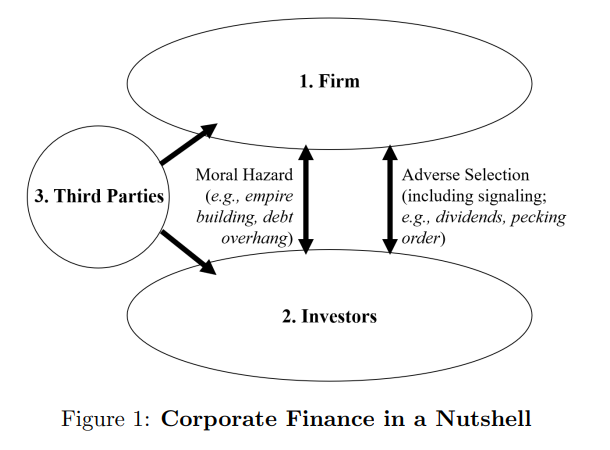 1. Firm
Moral Hazard
(e.g., empire
building, debt
overhang)
Adverse Selection
(including signaling;
e.g., dividends, pecking
order)
3. Third Parties
2. Investors
Figure 1: Corporate Finance in a Nutshell